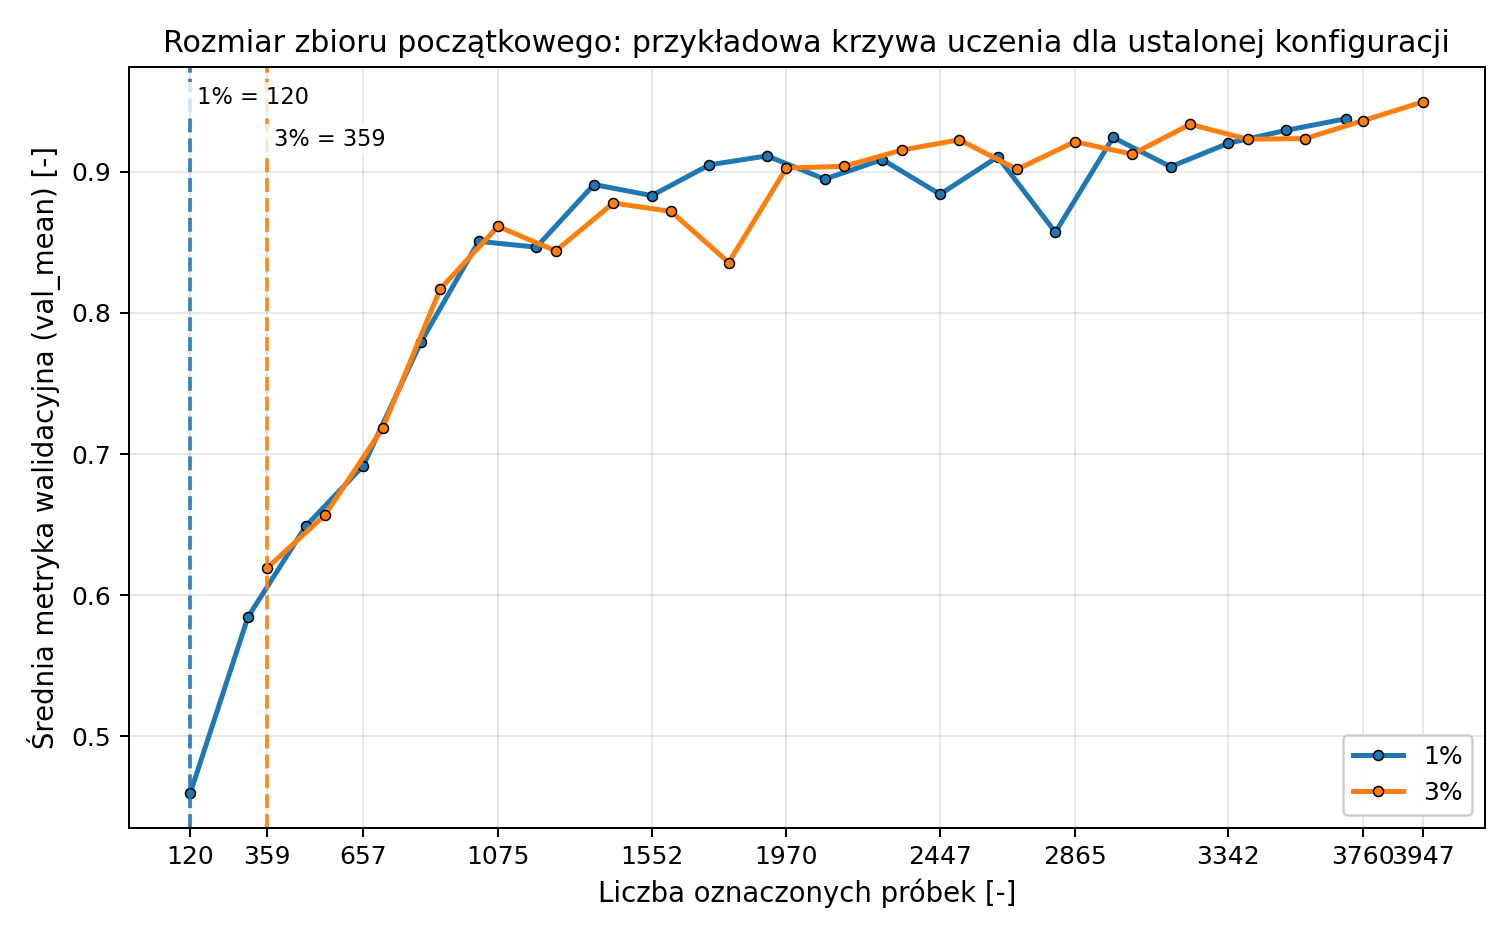 Rozmiar zbioru początkowego: przykładowa krzywa uczenia dla ustalonej konfiguracji
1% = 120
3% = 359
Średnia metryka walidacyjna (val_mean) [-]
0.9
0.8
0.7
0.6
0.5
1%
3%
120 359 657 1075 1552 1970 2447 2865 3342 3760 3947
Liczba oznaczonych próbek [-]